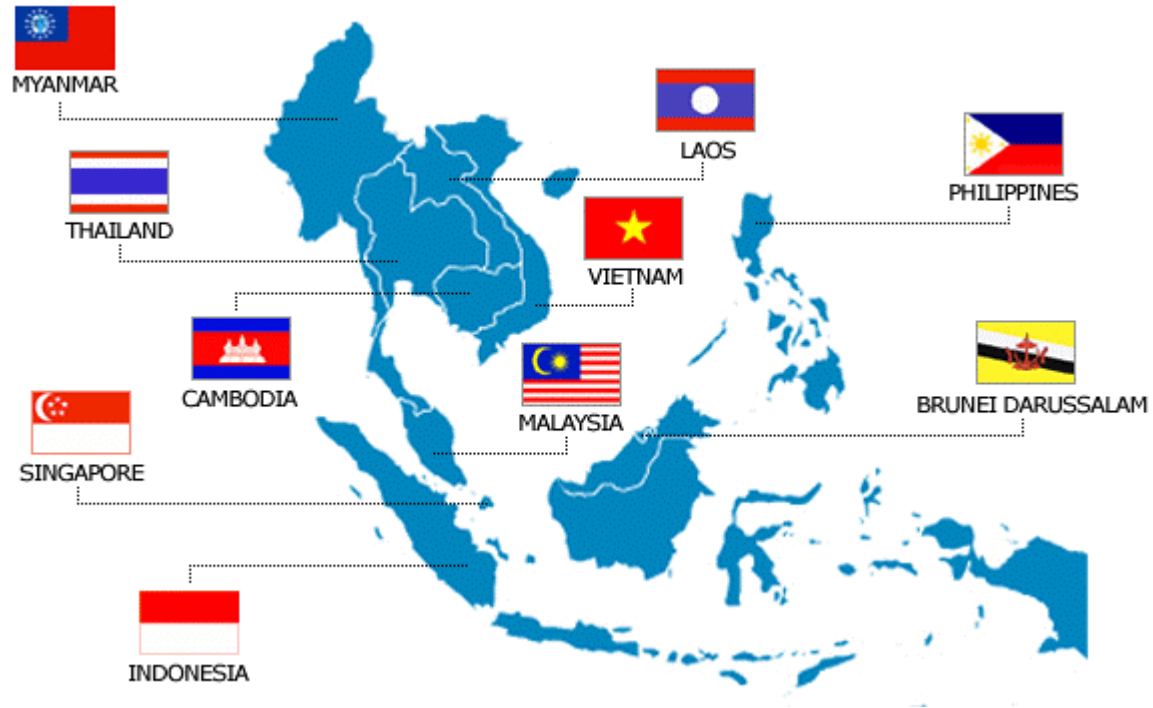 MYANMAR
LAOS
PHILIPPINES
THAILAND
VIETNAM
CAMBODIA
MALAYSIA
BRUNEI DARUSSALAM
SINGAPORE
INDONESIA